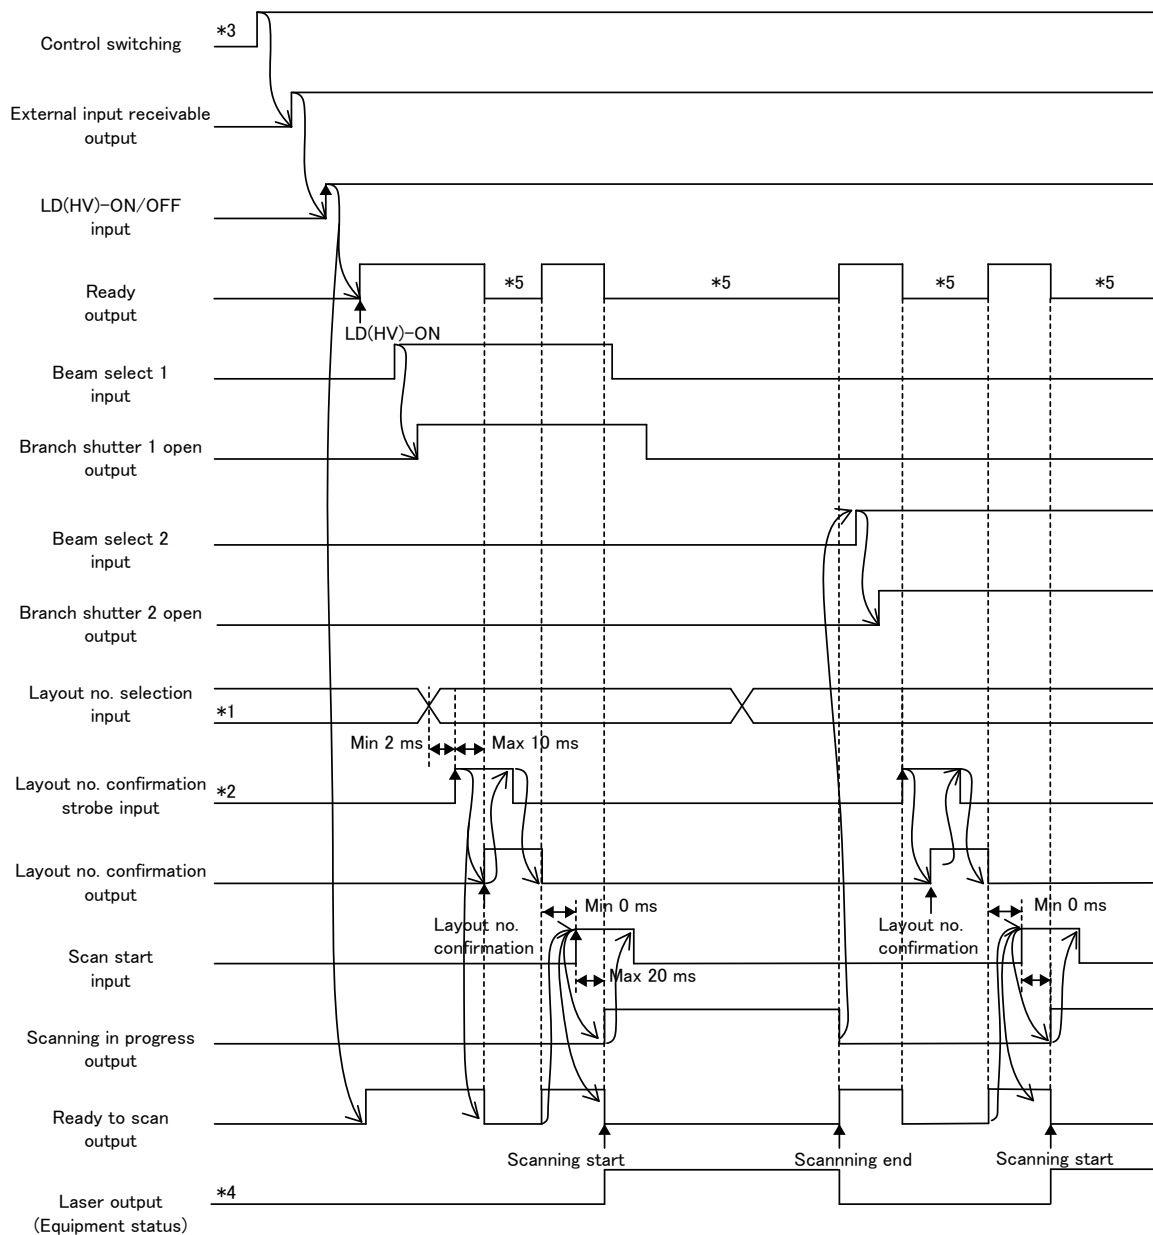 Control switching
*3
External input receivable
output
LD(HV)-ON/OFF
input
Ready
output
*5
*5
*5
*5
LD(HV)-ON
Beam select 1
input
Branch shutter 1 open
output
Beam select 2
input
Branch shutter 2 open
output
Layout no. selection
input
*1
Min 2 ms
Max 10 ms
Layout no. confirmation
strobe input
*2
Layout no. confirmation
output
Layout no.
confirmation
Min 0 ms
Layout no.
confirmation
Min 0 ms
Scan start
input
Max 20 ms
Scanning in progress
output
Ready to scan
output
Scanning start
Scannning end
Scanning start
Laser output
(Equipment status)
*4